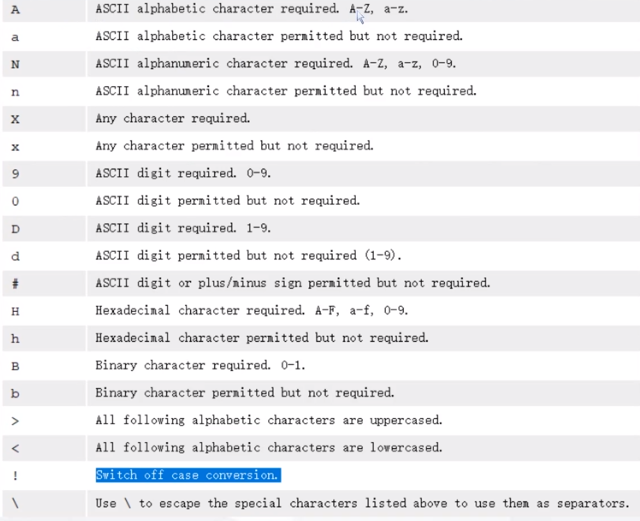 A ASCII alphabetic character required. A-Z, a-z.
a ASCII alphabetic character permitted but not required.
N ASCII alphanumeric character required. A-Z, a-z, 0-9.
n ASCII alphanumeric character permitted but not required.
X Any character required.
x Any character permitted but not required.
9 ASCII digit required. 0-9.
0 ASCII digit permitted but not required.
D ASCII digit required. 1-9.
d ASCII digit permitted but not required (1-9).
# ASCII digit or plus/minus sign permitted but not required.
H Hexadecimal character required. A-F, a-f, 0-9.
h Hexadecimal character permitted but not required.
B Binary character required. 0-1.
b Binary character permitted but not required.
> All following alphabetic characters are uppercased.
< All following alphabetic characters are lowercased.
! Switch off case conversion.
\ Use \ to escape the special characters listed above to use them as separators.